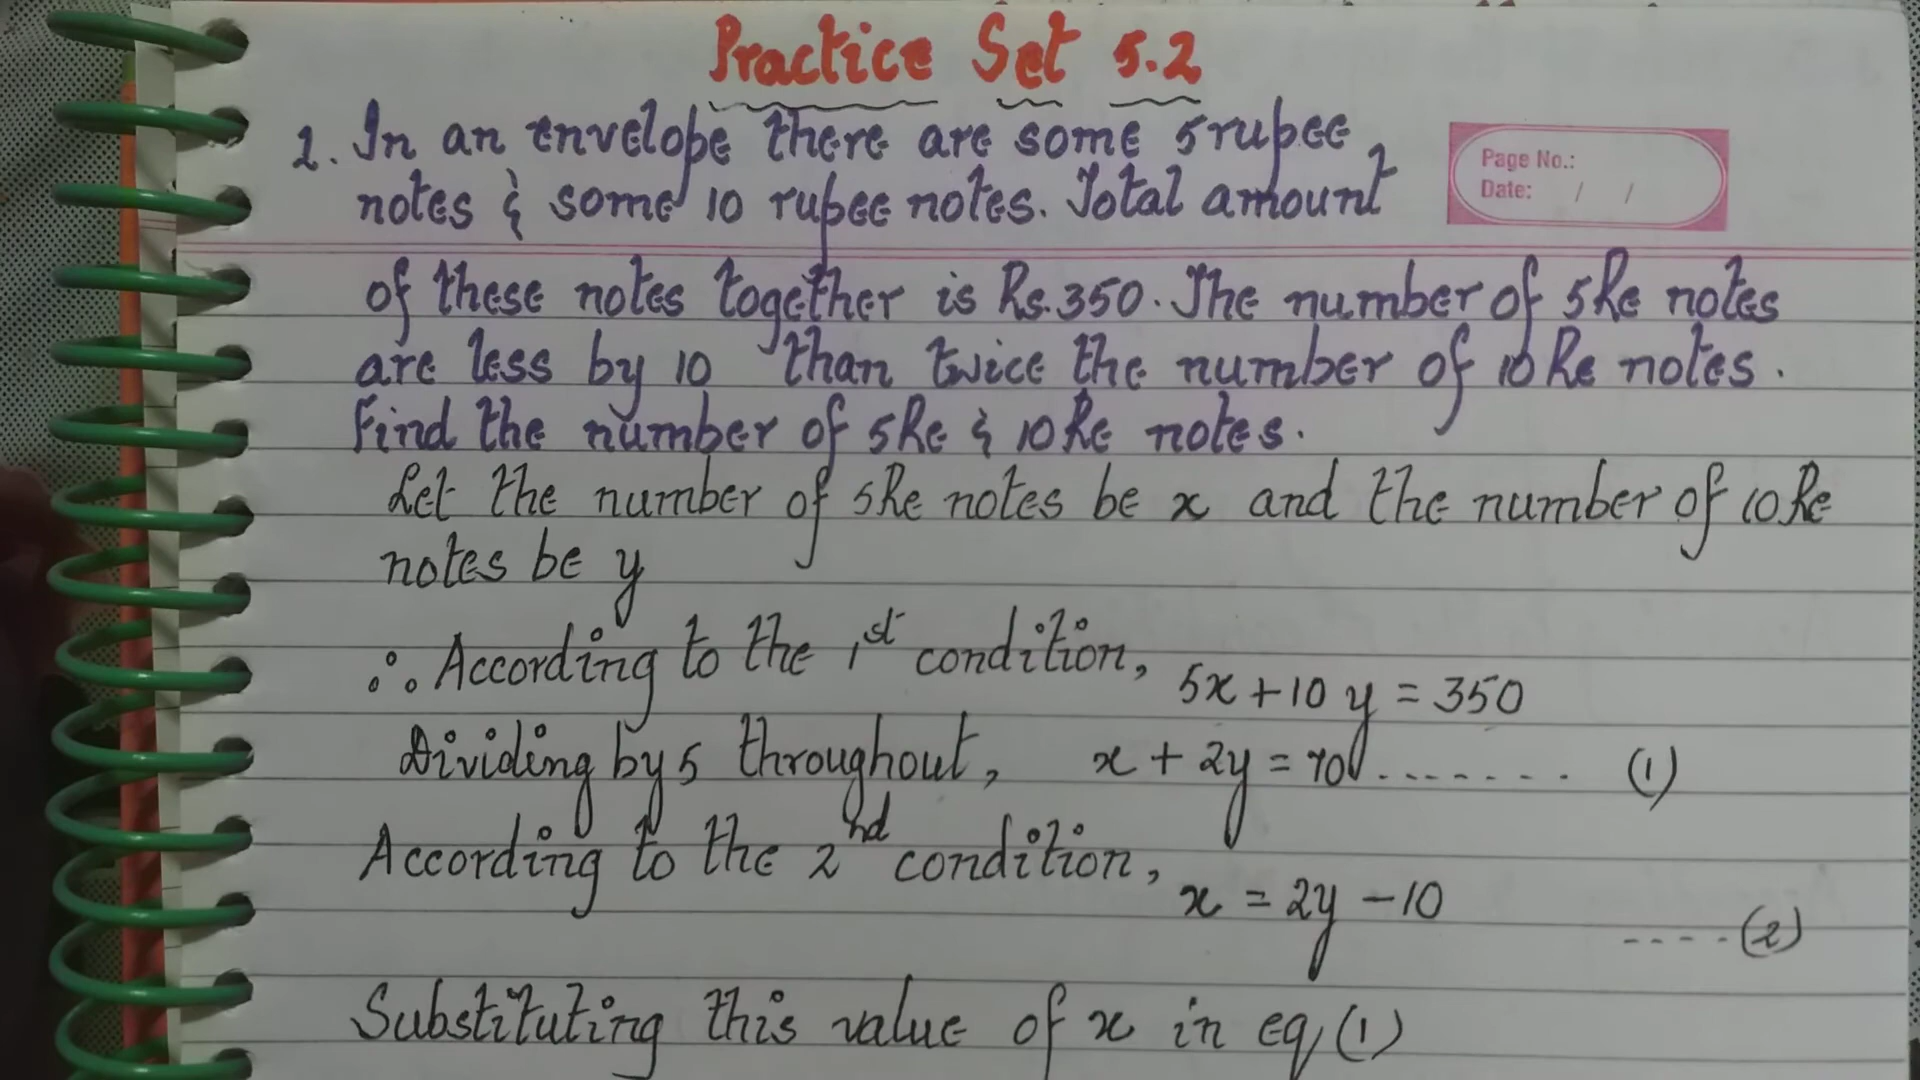 Practice Set 5.2
1. In an envelope there are some 5 rupee
notes & some 10 rupee notes. Total amount
Page No.:
Date: / /
of these notes together is Rs.350. The number of 5Re notes
are less by 10 than twice the number of 10 Re notes.
Find the number of 5Re & 10Re notes.
Let the number of 5Re notes be x and the number of 10Re
notes be y
∴ According to the 1st condition, 5x + 10y = 350
Dividing by 5 throughout, x + 2y = 70 ....... (1)
According to the 2nd condition, x = 2y - 10 .... (2)
Substituting this value of x in eq (1)